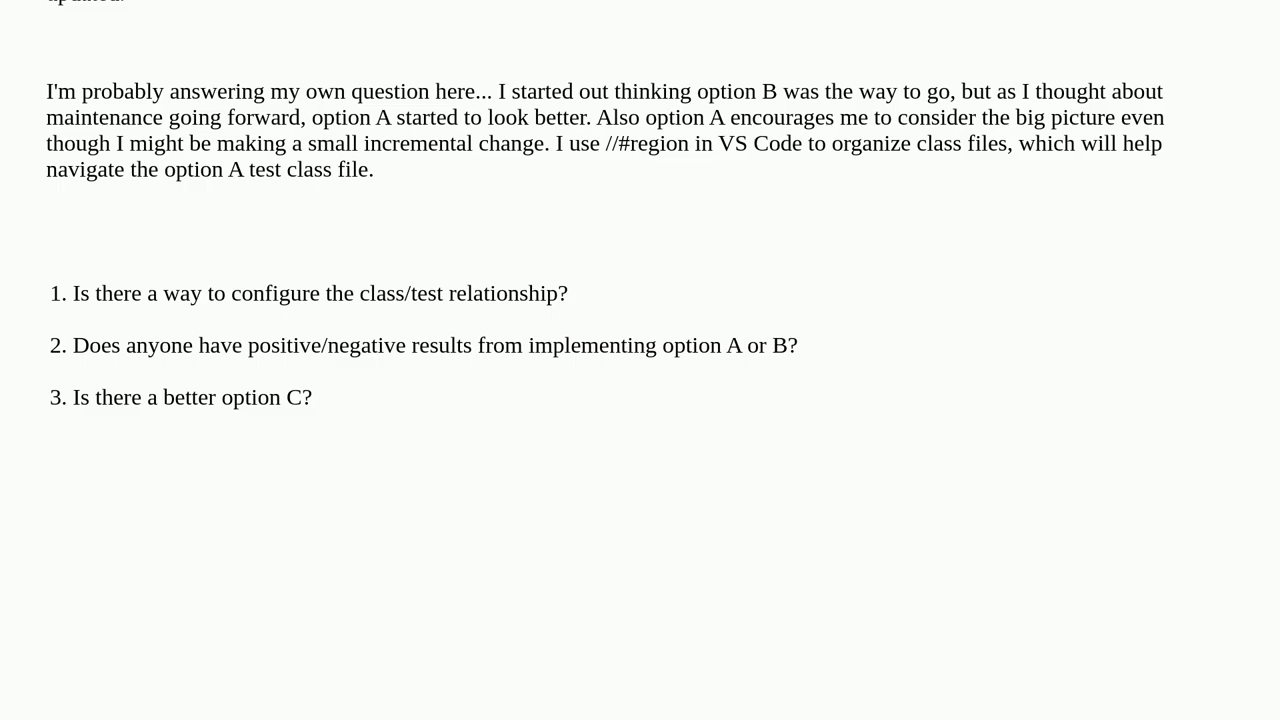 I'm probably answering my own question here... I started out thinking option B was the way to go, but as I thought about
maintenance going forward, option A started to look better. Also option A encourages me to consider the big picture even
though I might be making a small incremental change. I use //#region in VS Code to organize class files, which will help
navigate the option A test class file.
1. Is there a way to configure the class/test relationship?
2. Does anyone have positive/negative results from implementing option A or B?
3. Is there a better option C?